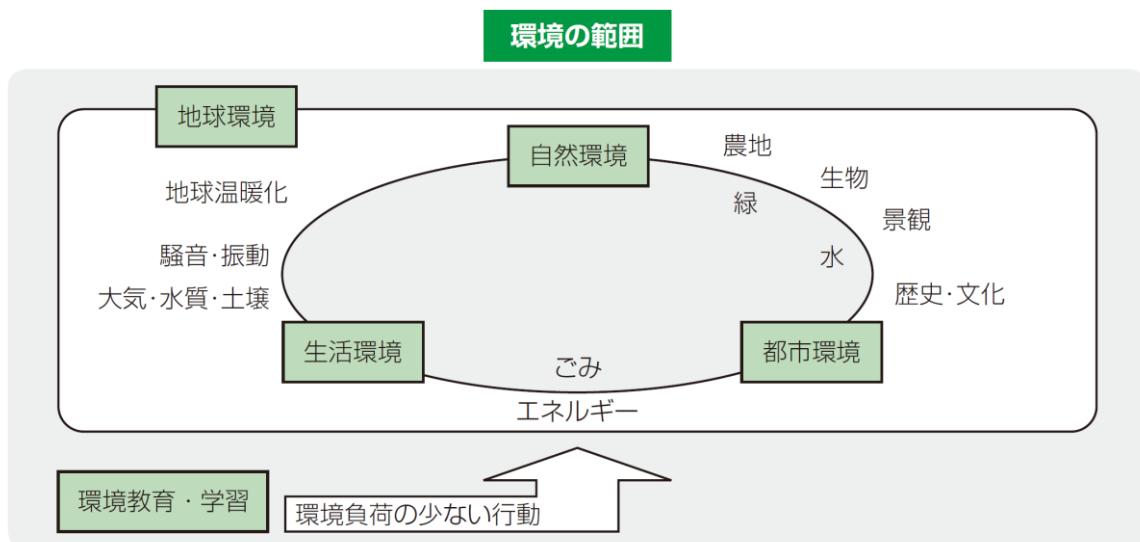 環境の範囲
地球環境
自然環境
農地
生物
地球温暖化
緑
景観
騒音・振動
水
大気・水質・土壌
歴史・文化
生活環境
都市環境
ごみ
エネルギー
環境教育・学習
環境負荷の少ない行動